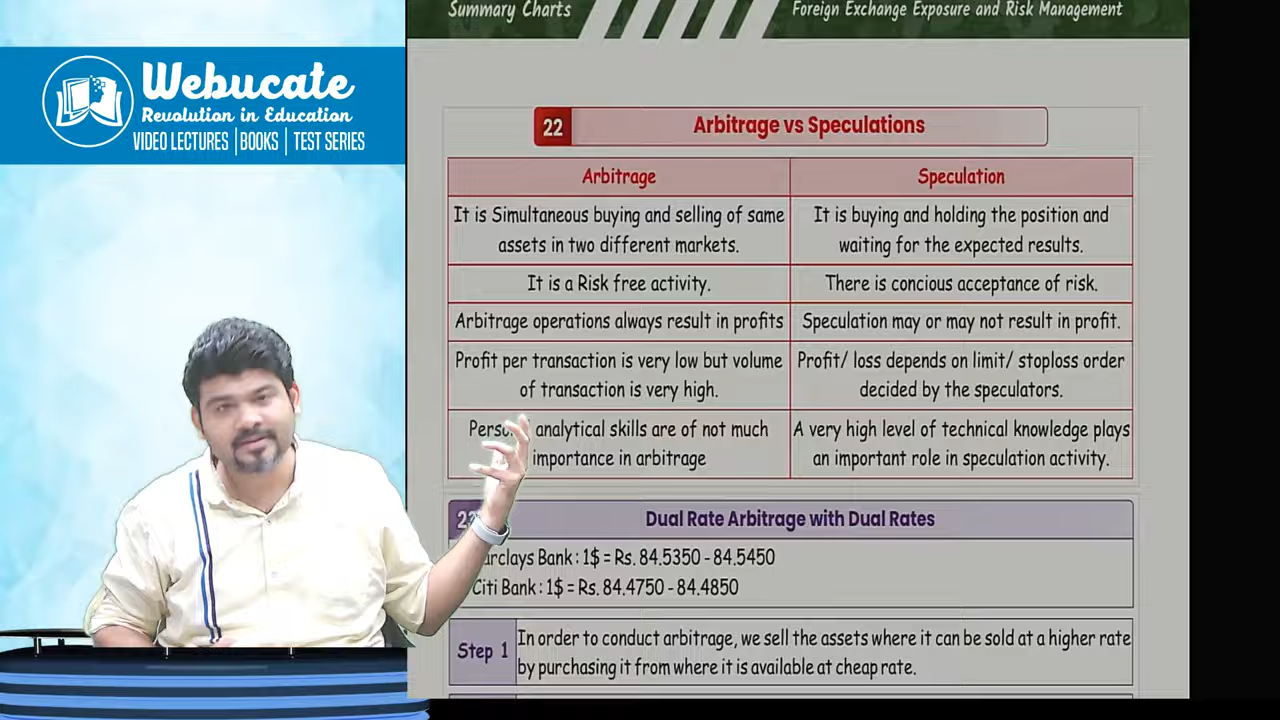 Summary Charts
Foreign Exchange Exposure and Risk Management
Webucate
Revolution in Education
VIDEO LECTURES | BOOKS | TEST SERIES
22
Arbitrage vs Speculations
Arbitrage
Speculation
It is Simultaneous buying and selling of same
assets in two different markets.
It is buying and holding the position and
waiting for the expected results.
It is a Risk free activity.
There is concious acceptance of risk.
Arbitrage operations always result in profits
Speculation may or may not result in profit.
Profit per transaction is very low but volume
of transaction is very high.
Profit/ loss depends on limit/ stoploss order
decided by the speculators.
analytical skills are of not much
importance in arbitrage
A very high level of technical knowledge plays
an important role in speculation activity.
Dual Rate Arbitrage with Dual Rates
Bank : 1$ = Rs. 84.5350 - 84.5450
Citi Bank : 1$ = Rs. 84.4750 - 84.4850
Step 1
In order to conduct arbitrage, we sell the assets where it can be sold at a higher rate
by purchasing it from where it is available at cheap rate.